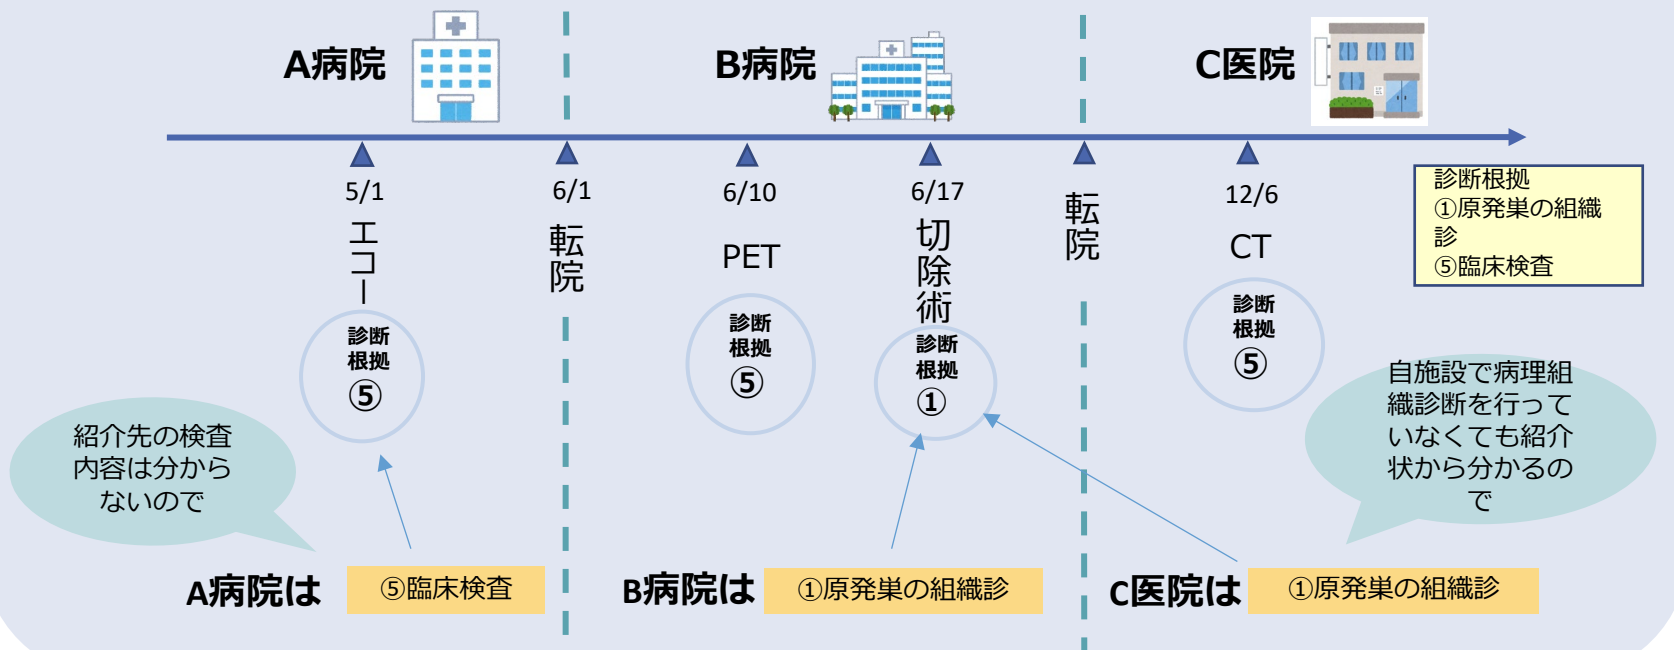 A病院
B病院
C医院
5/1
エコー
診断
根拠
⑤
6/1
転院
6/10
PET
診断
根拠
⑤
6/17
切除術
診断
根拠
①
転院
12/6
CT
診断
根拠
⑤
診断根拠
①原発巣の組織
診
⑤臨床検査
紹介先の検査
内容は分から
ないので
自施設で病理組
織診断を行って
いなくても紹介
状から分かるの
で
A病院は
⑤臨床検査
B病院は
①原発巣の組織診
C医院は
①原発巣の組織診